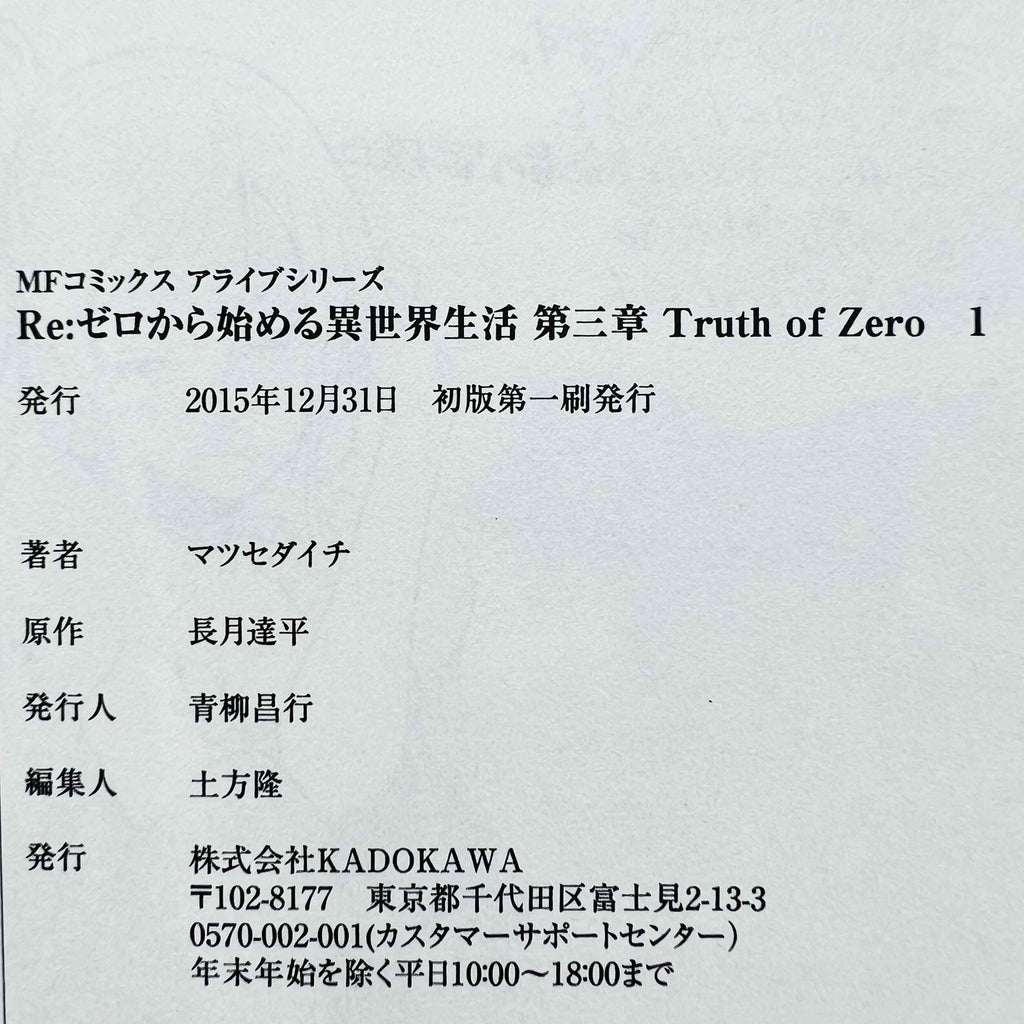 MFコミックス アライブシリーズ
Re:ゼロから始める異世界生活 第三章 Truth of Zero　1
発行　2015年12月31日　初版第一刷発行
著者　マツセダイチ
原作　長月達平
発行人　青柳昌行
編集人　土方隆
発行　株式会社KADOKAWA
〒102-8177　東京都千代田区富士見2-13-3
0570-002-001(カスタマーサポートセンター)
年末年始を除く平日10:00～18:00まで